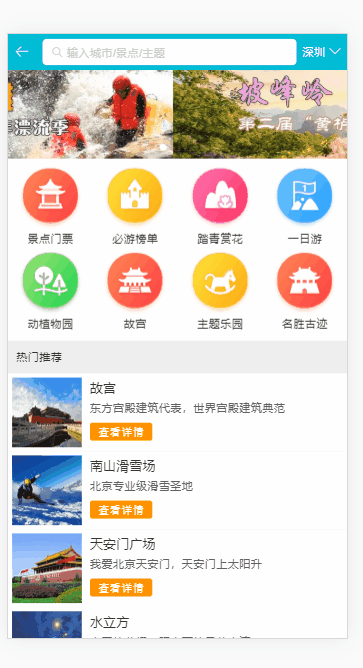 输入城市/景点/主题
深圳
漂流季
坡峰岭
第二届 "黄栌
景点门票
必游榜单
踏青赏花
一日游
动植物园
故宫
主题乐园
名胜古迹
热门推荐
故宫
东方宫殿建筑代表，世界宫殿建筑典范
查看详情
南山滑雪场
北京专业级滑雪圣地
查看详情
天安门广场
我爱北京天安门，天安门上太阳升
查看详情
水立方